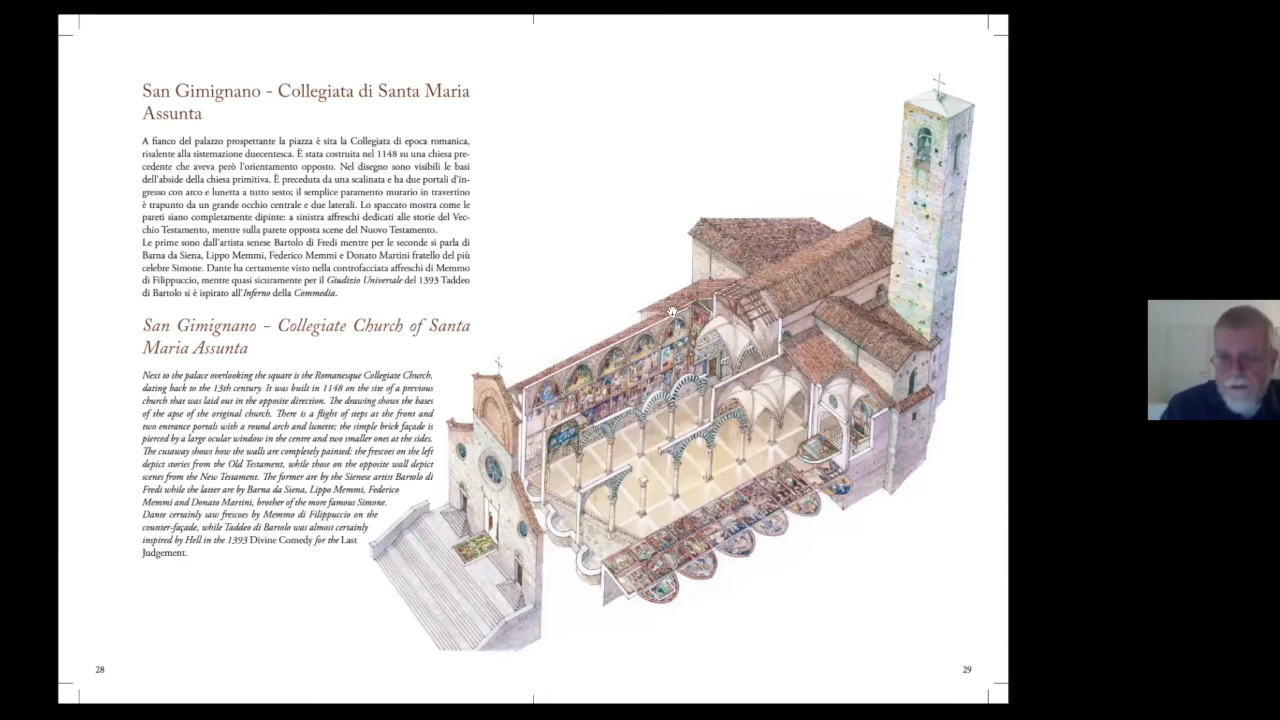 San Gimignano - Collegiata di Santa Maria
Assunta
A fianco del palazzo prospettante la piazza è sita la Collegiata di epoca romanica,
risalente alla sistemazione duecentesca. È stata costruita nel 1148 su una chiesa pre-
cedente che aveva però l'orientamento opposto. Nel disegno sono visibili le basi
dell'abside della chiesa primitiva. È preceduta da una scalinata e ha due portali d'in-
gresso con arco e lunetta a tutto sesto; il semplice paramento murario in travertino
è trapunto da un grande occhio centrale e due laterali. Lo spaccato mostra come le
pareti siano completamente dipinte: a sinistra affreschi dedicati alle storie del Vec-
chio Testamento, mentre sulla parete opposta scene del Nuovo Testamento.
Le prime sono dall'artista senese Bartolo di Fredi mentre per le seconde si parla di
Barna da Siena, Lippo Memmi, Federico Memmi e Donato Martini fratello del più
celebre Simone. Dante ha certamente visto nella controfacciata affreschi di Memmo
di Filippuccio, mentre quasi sicuramente per il Giudizio Universale del 1393 Taddeo
di Bartolo si è ispirato all'Inferno della Commedia.
San Gimignano - Collegiate Church of Santa
Maria Assunta
Next to the palace overlooking the square is the Romanesque Collegiate Church,
dating back to the 13th century. It was built in 1148 on the site of a previous
church that was laid out in the opposite direction. The drawing shows the bases
of the apse of the original church. There is a flight of steps at the front and
two entrance portals with a round arch and lunette; the simple brick façade is
pierced by a large ocular window in the centre and two smaller ones at the sides.
The cutaway shows how the walls are completely painted: the frescoes on the left
depict stories from the Old Testament, while those on the opposite wall depict
scenes from the New Testament. The former are by the Sienese artist Bartolo di
Fredi while the latter are by Barna da Siena, Lippo Memmi, Federico
Memmi and Donato Martini, brother of the more famous Simone.
Dante certainly saw frescoes by Memmo di Filippuccio on the
counter-façade, while Taddeo di Bartolo was almost certainly
inspired by Hell in the 1393 Divine Comedy for the Last
Judgement.
28
29